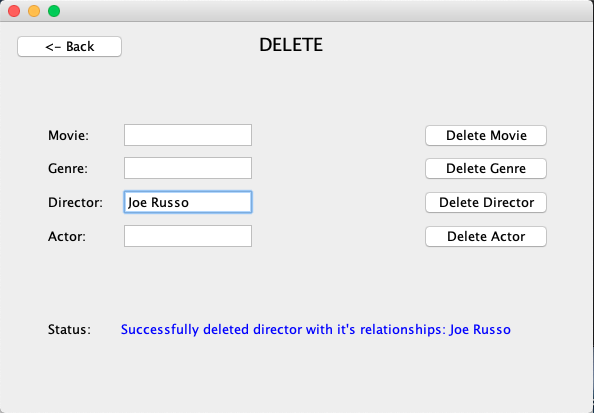 <- Back
DELETE
Movie:
Delete Movie
Genre:
Delete Genre
Director:
Joe Russo
Delete Director
Actor:
Delete Actor
Status:
Successfully deleted director with it's relationships: Joe Russo